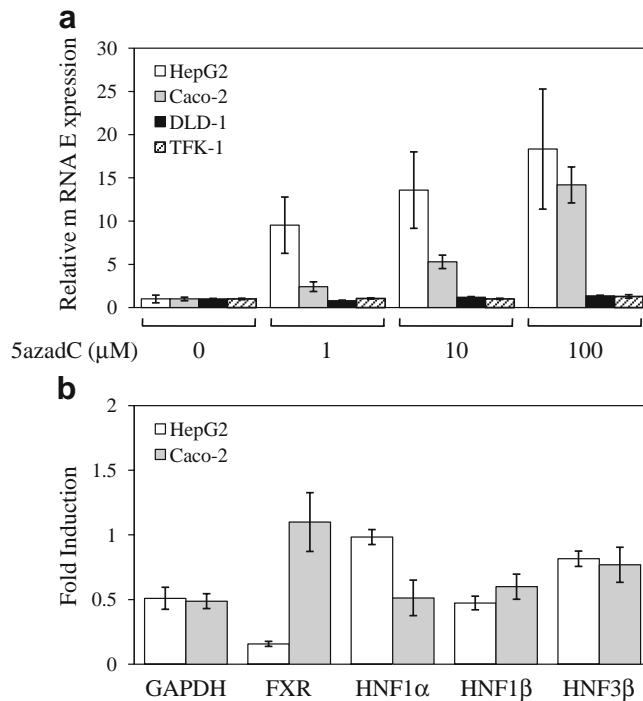 a
30
25
20
15
10
5
0
Relative m RNA E xpression
HepG2
Caco-2
DLD-1
TFK-1
5azadC (μM) 0 1 10 100
b
2
1.5
1
0.5
0
Fold Induction
HepG2
Caco-2
GAPDH FXR HNF1α HNF1β HNF3β